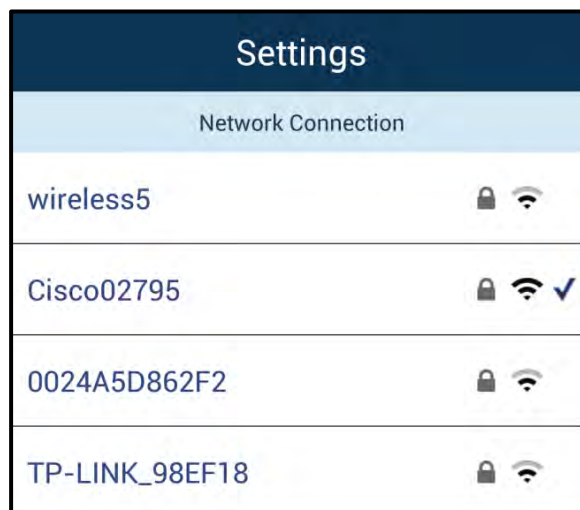 Settings
Network Connection
wireless5
Cisco02795
0024A5D862F2
TP-LINK_98EF18